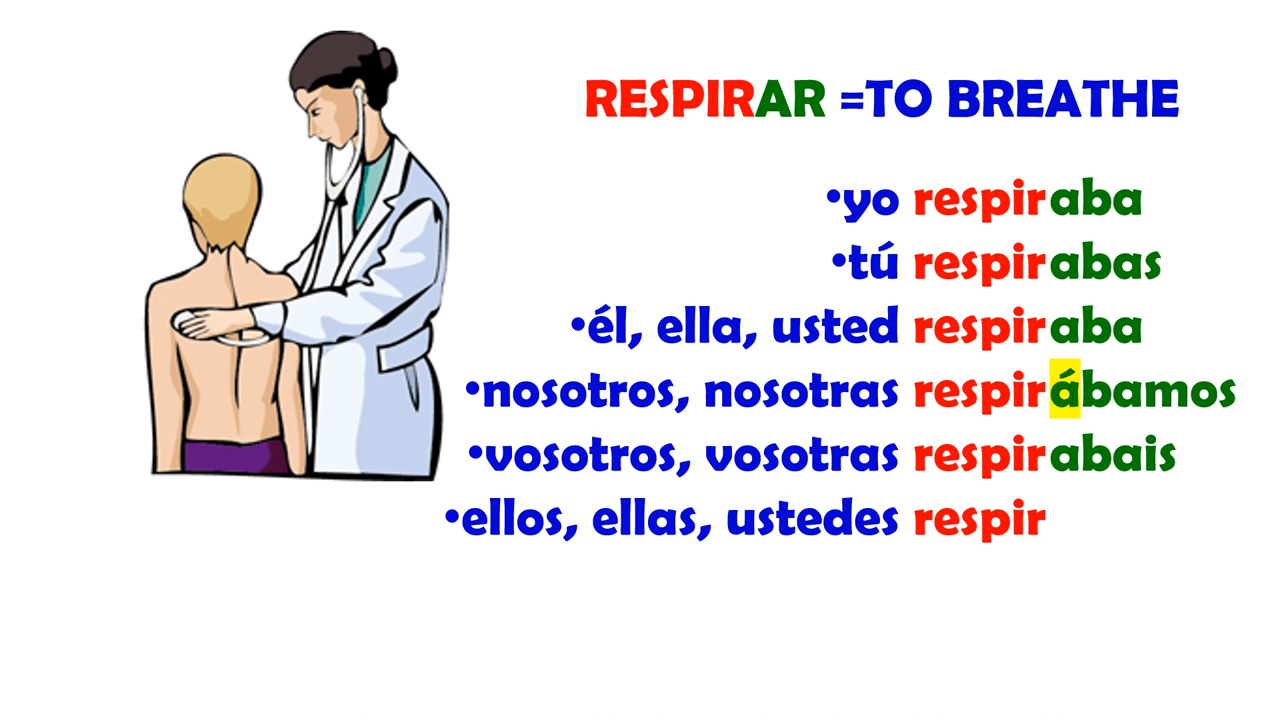 RESPIRAR =TO BREATHE
•yo respiraba
•tú respirabas
•él, ella, usted respiraba
•nosotros, nosotras respirábamos
•vosotros, vosotras respirabais
•ellos, ellas, ustedes respir